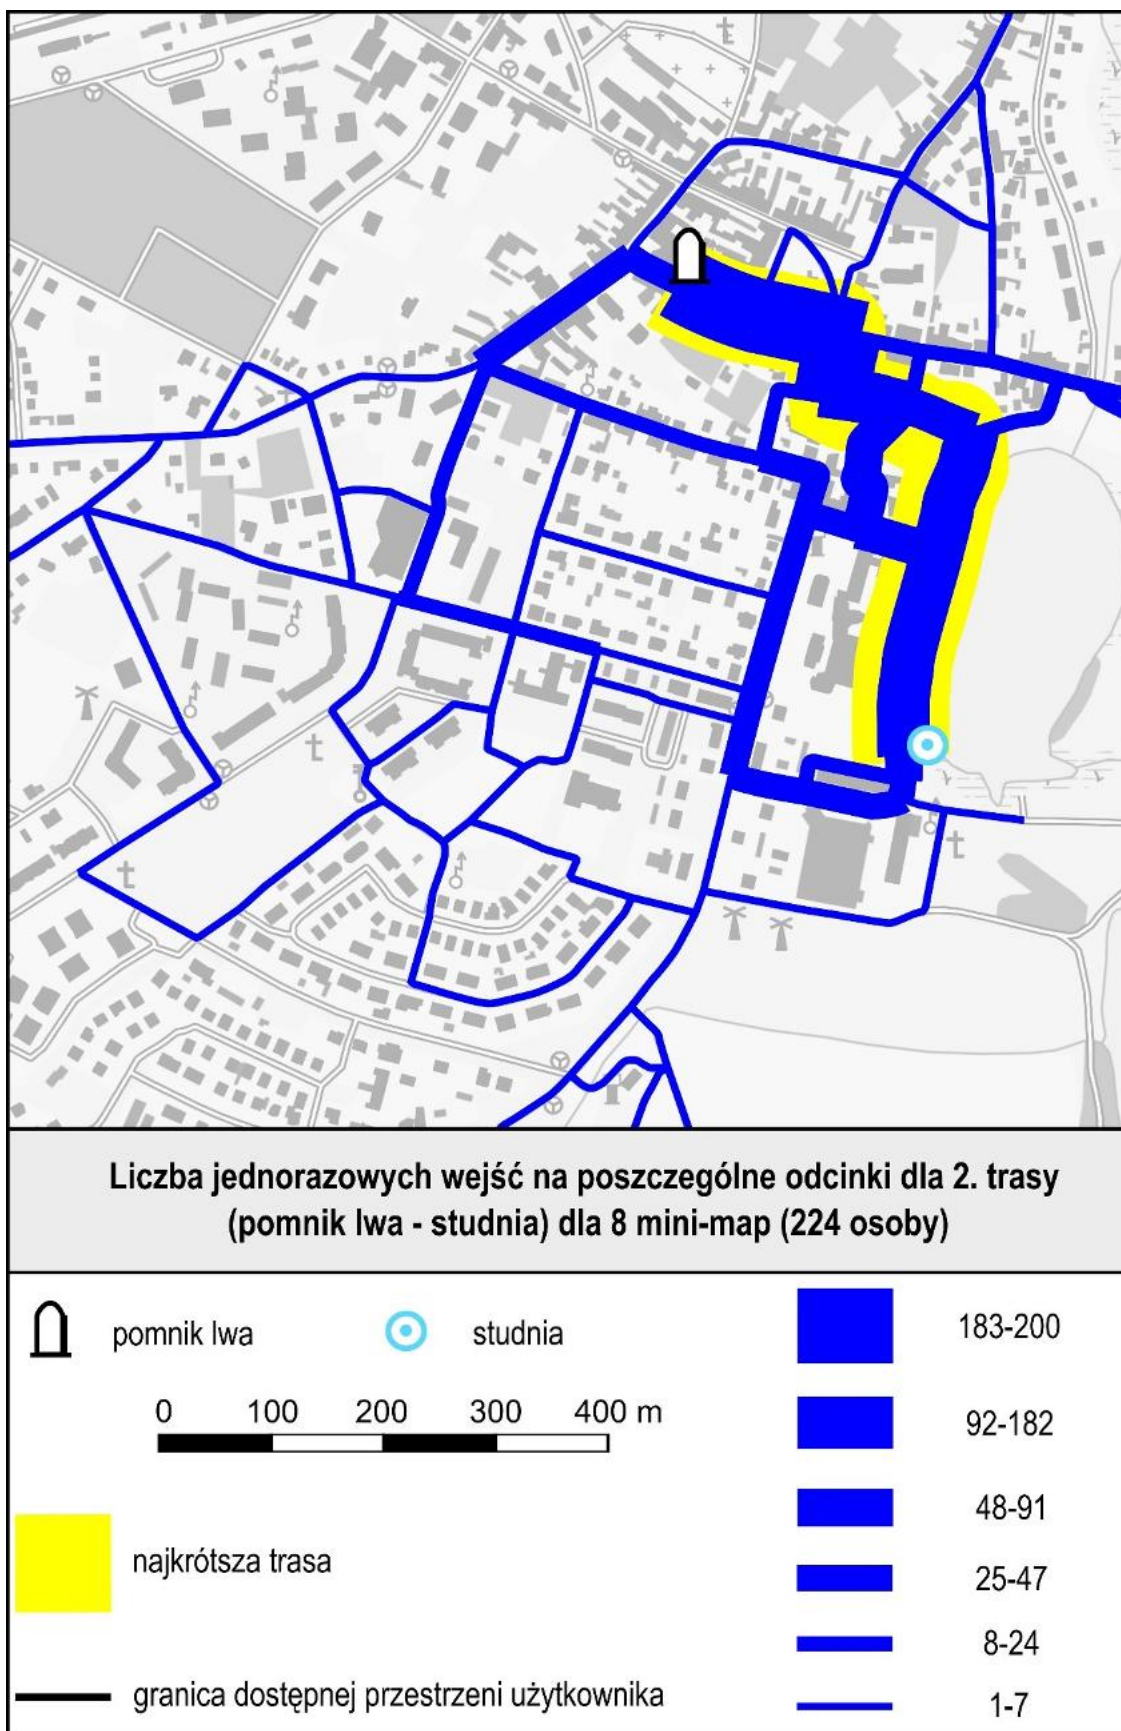 Liczba jednorazowych wejść na poszczególne odcinki dla 2. trasy
(pomnik lwa - studnia) dla 8 mini-map (224 osoby)
pomnik lwa
studnia
0 100 200 300 400 m
najkrótsza trasa
granica dostępnej przestrzeni użytkownika
183-200
92-182
48-91
25-47
8-24
1-7